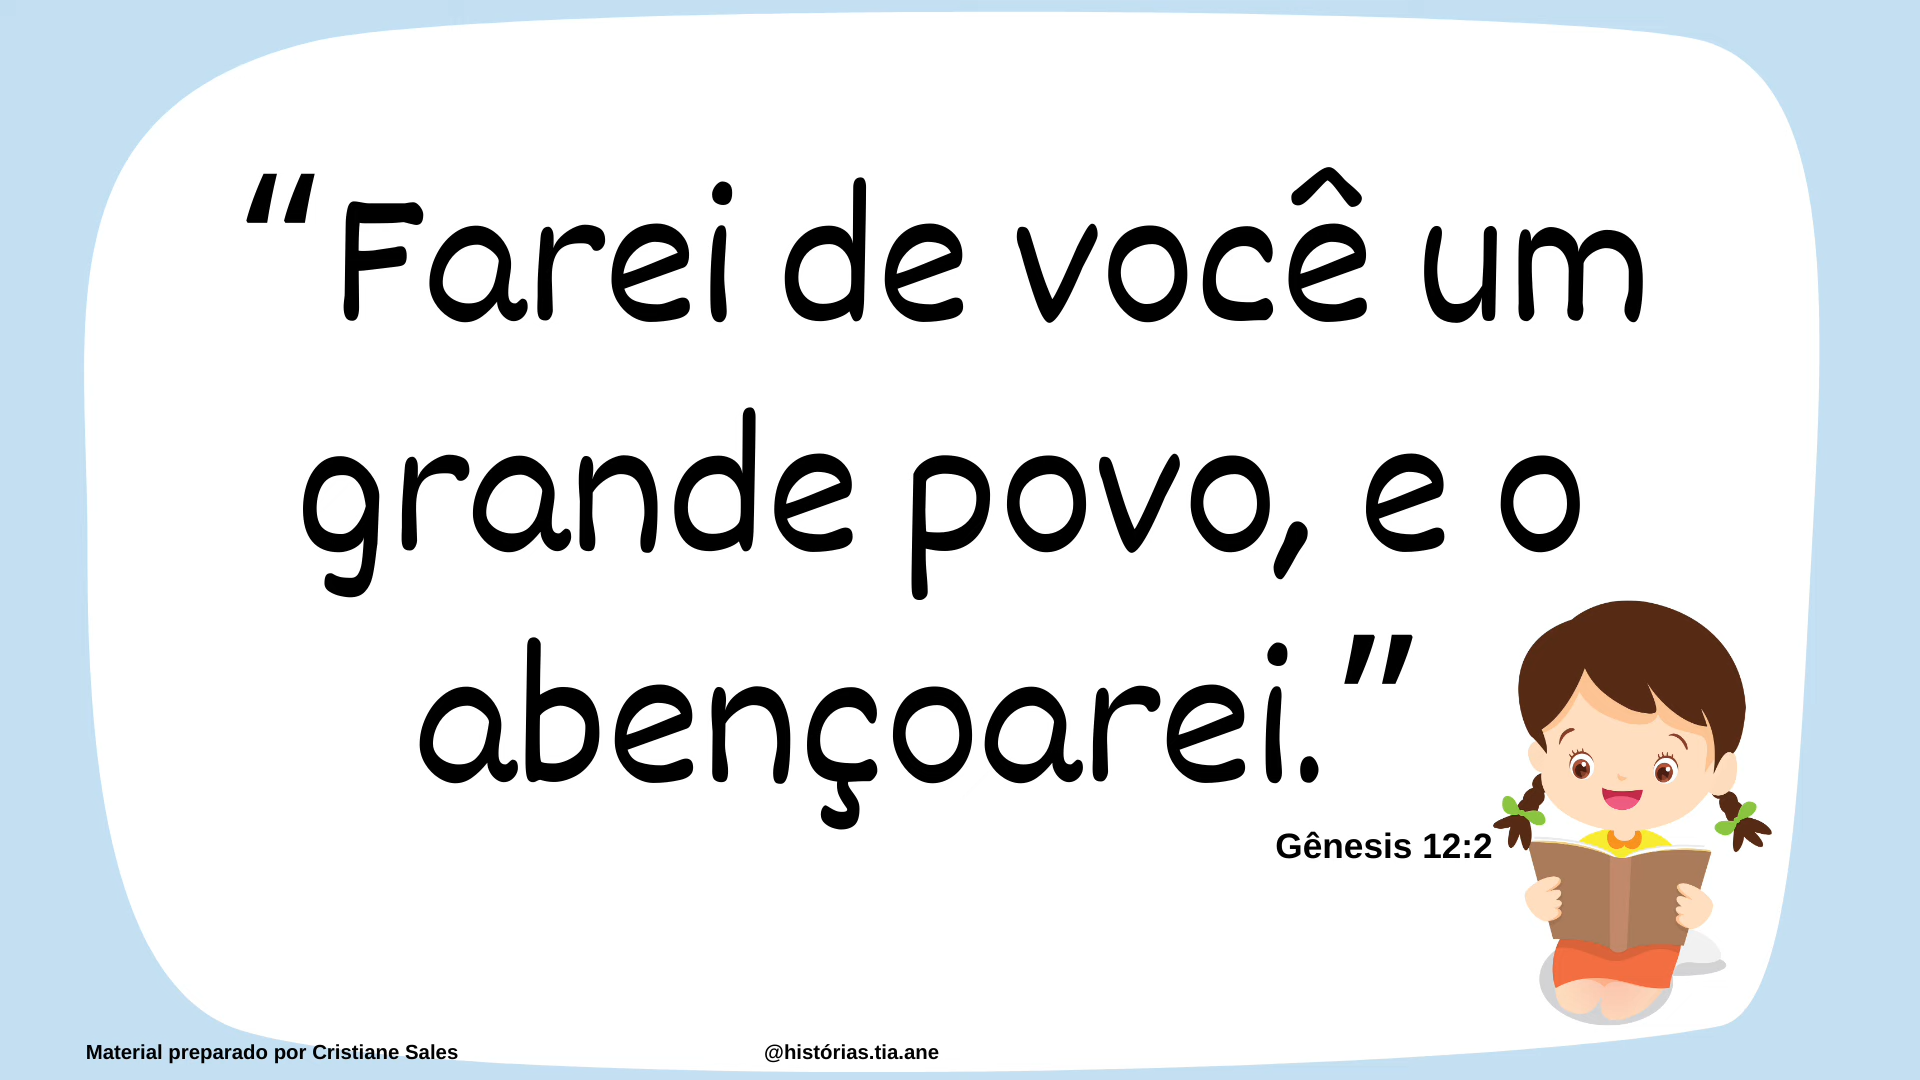 “Farei de você um
grande povo, e o
abençoarei.”
Gênesis 12:2
Material preparado por Cristiane Sales
@histórias.tia.ane